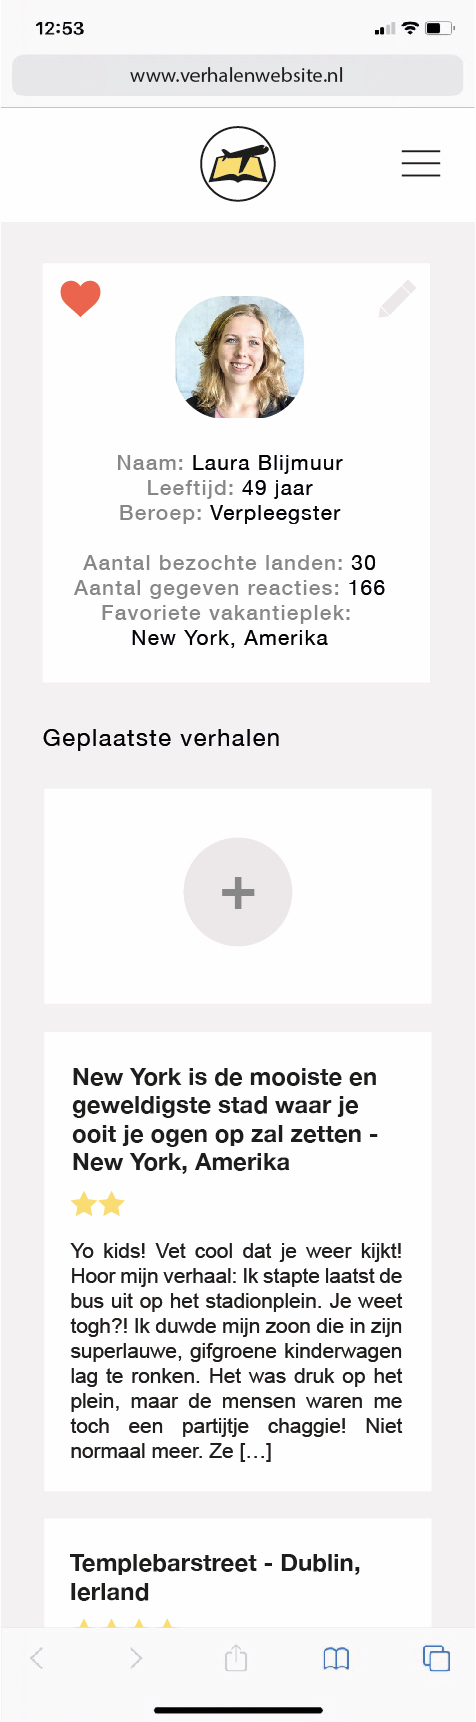 12:53
www.verhalenwebsite.nl
Naam: Laura Blijmuur
Leeftijd: 49 jaar
Beroep: Verpleegster
Aantal bezochte landen: 30
Aantal gegeven reacties: 166
Favoriete vakantieplek:
New York, Amerika
Geplaatste verhalen
+
New York is de mooiste en
geweldigste stad waar je
ooit je ogen op zal zetten -
New York, Amerika
Yo kids! Vet cool dat je weer kijkt!
Hoor mijn verhaal: Ik stapte laatst de
bus uit op het stadionplein. Je weet
togh?! Ik duwde mijn zoon die in zijn
superlauwe, gifgroene kinderwagen
lag te ronken. Het was druk op het
plein, maar de mensen waren me
toch een partijtje chaggie! Niet
normaal meer. Ze [...]
Templebarstreet - Dublin,
Ierland